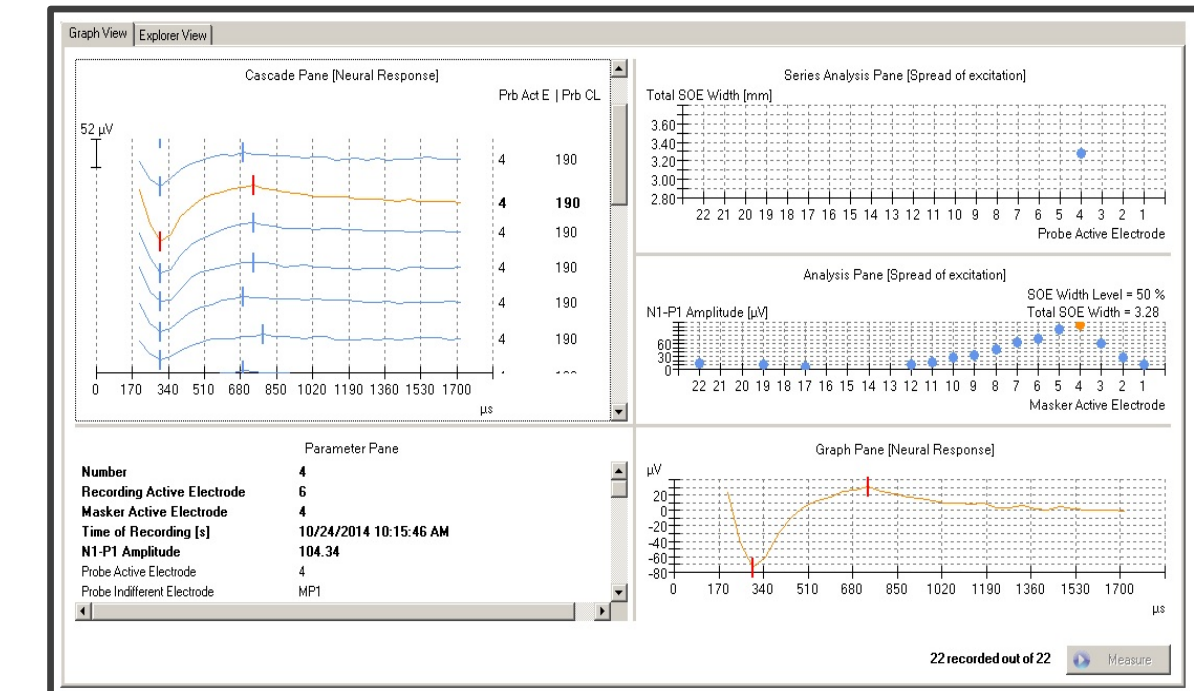 Graph View Explorer View
Cascade Pane [Neural Response]
Prb Act E | Prb CL
52 µV
4 190
4 190
4 190
4 190
4 190
4 190
0 170 340 510 680 850 1020 1190 1360 1530 1700
µs
Series Analysis Pane [Spread of excitation]
Total SOE Width [mm]
3.60
3.40
3.20
3.00
2.80
22 21 20 19 18 17 16 15 14 13 12 11 10 9 8 7 6 5 4 3 2 1
Probe Active Electrode
Analysis Pane [Spread of excitation]
SOE Width Level = 50 %
N1-P1 Amplitude [µV] Total SOE Width = 3.28
60
30
0
22 21 20 19 18 17 16 15 14 13 12 11 10 9 8 7 6 5 4 3 2 1
Masker Active Electrode
Parameter Pane
Number 4
Recording Active Electrode 6
Masker Active Electrode 4
Time of Recording [s] 10/24/2014 10:15:46 AM
N1-P1 Amplitude 104.34
Probe Active Electrode 4
Probe Indifferent Electrode MP1
Graph Pane [Neural Response]
µV
20
0
-20
-40
-60
-80
0 170 340 510 680 850 1020 1190 1360 1530 1700
µs
22 recorded out of 22 Measure